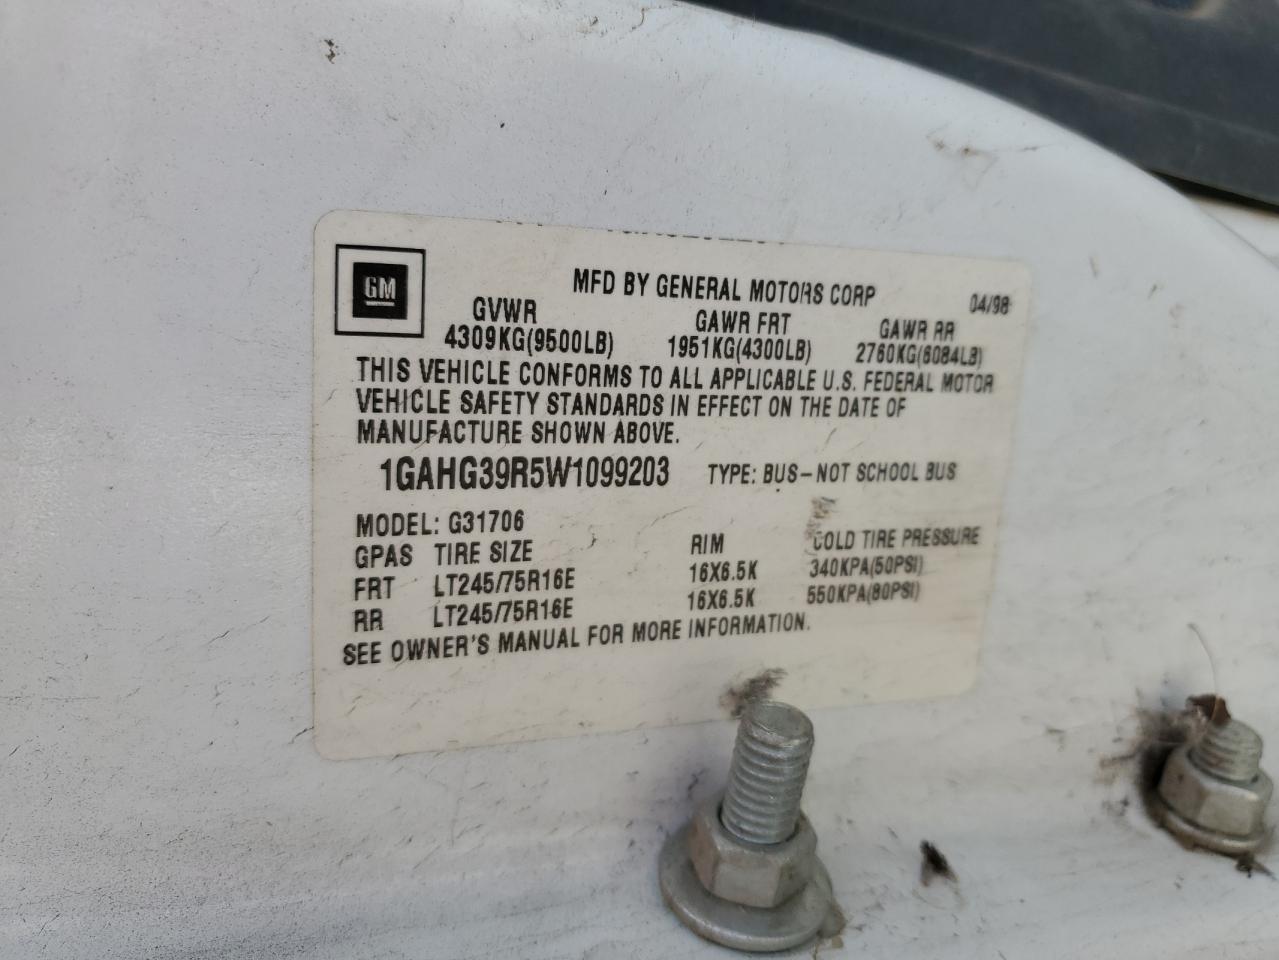 GM
MFD BY GENERAL MOTORS CORP 04/98
GVWR GAWR FRT GAWR RR
4309KG(9500LB) 1951KG(4300LB) 2760KG(6084LB)
THIS VEHICLE CONFORMS TO ALL APPLICABLE U.S. FEDERAL MOTOR
VEHICLE SAFETY STANDARDS IN EFFECT ON THE DATE OF
MANUFACTURE SHOWN ABOVE.
1GAHG39R5W1099203 TYPE: BUS-NOT SCHOOL BUS
MODEL: G31706
GPAS TIRE SIZE RIM COLD TIRE PRESSURE
FRT LT245/75R16E 16X6.5K 340KPA(50PSI)
RR LT245/75R16E 16X6.5K 550KPA(80PSI)
SEE OWNER'S MANUAL FOR MORE INFORMATION.